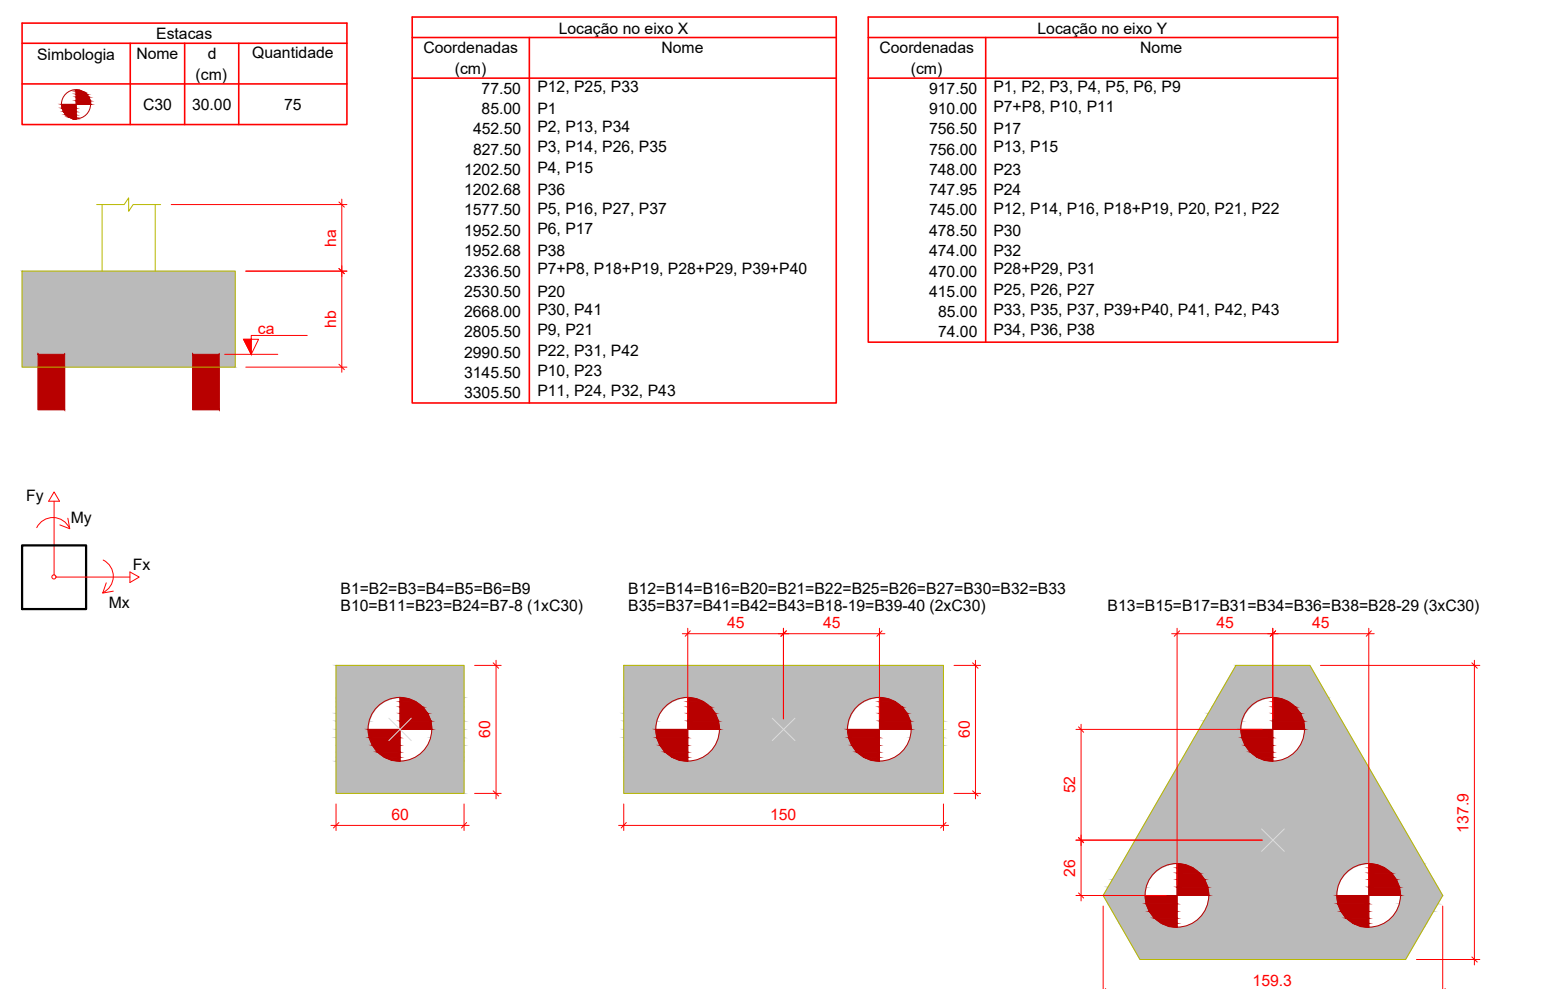 Estacas
Simbologia Nome d (cm) Quantidade
C30 30.00 75
Locação no eixo X
Coordenadas (cm) Nome
77.50 P12, P25, P33
85.00 P1
452.50 P2, P13, P34
827.50 P3, P14, P26, P35
1202.50 P4, P15
1202.68 P36
1577.50 P5, P16, P27, P37
1952.50 P6, P17
1952.68 P38
2336.50 P7+P8, P18+P19, P28+P29, P39+P40
2530.50 P20
2668.00 P30, P41
2805.50 P9, P21
2990.50 P22, P31, P42
3145.50 P10, P23
3305.50 P11, P24, P32, P43
Locação no eixo Y
Coordenadas (cm) Nome
917.50 P1, P2, P3, P4, P5, P6, P9
910.00 P7+P8, P10, P11
756.50 P17
756.00 P13, P15
748.00 P23
747.95 P24
745.00 P12, P14, P16, P18+P19, P20, P21, P22
478.50 P30
474.00 P32
470.00 P28+P29, P31
415.00 P25, P26, P27
85.00 P33, P35, P37, P39+P40, P41, P42, P43
74.00 P34, P36, P38
ha
hb
ca
Fy
My
Fx
Mx
B1=B2=B3=B4=B5=B6=B9
B10=B11=B23=B24=B7-8 (1xC30)
60
60
B12=B14=B16=B20=B21=B22=B25=B26=B27=B30=B32=B33
B35=B37=B41=B42=B43=B18-19=B39-40 (2xC30)
45 45
60
150
B13=B15=B17=B31=B34=B36=B38=B28-29 (3xC30)
45 45
52
26
137.9
159.3